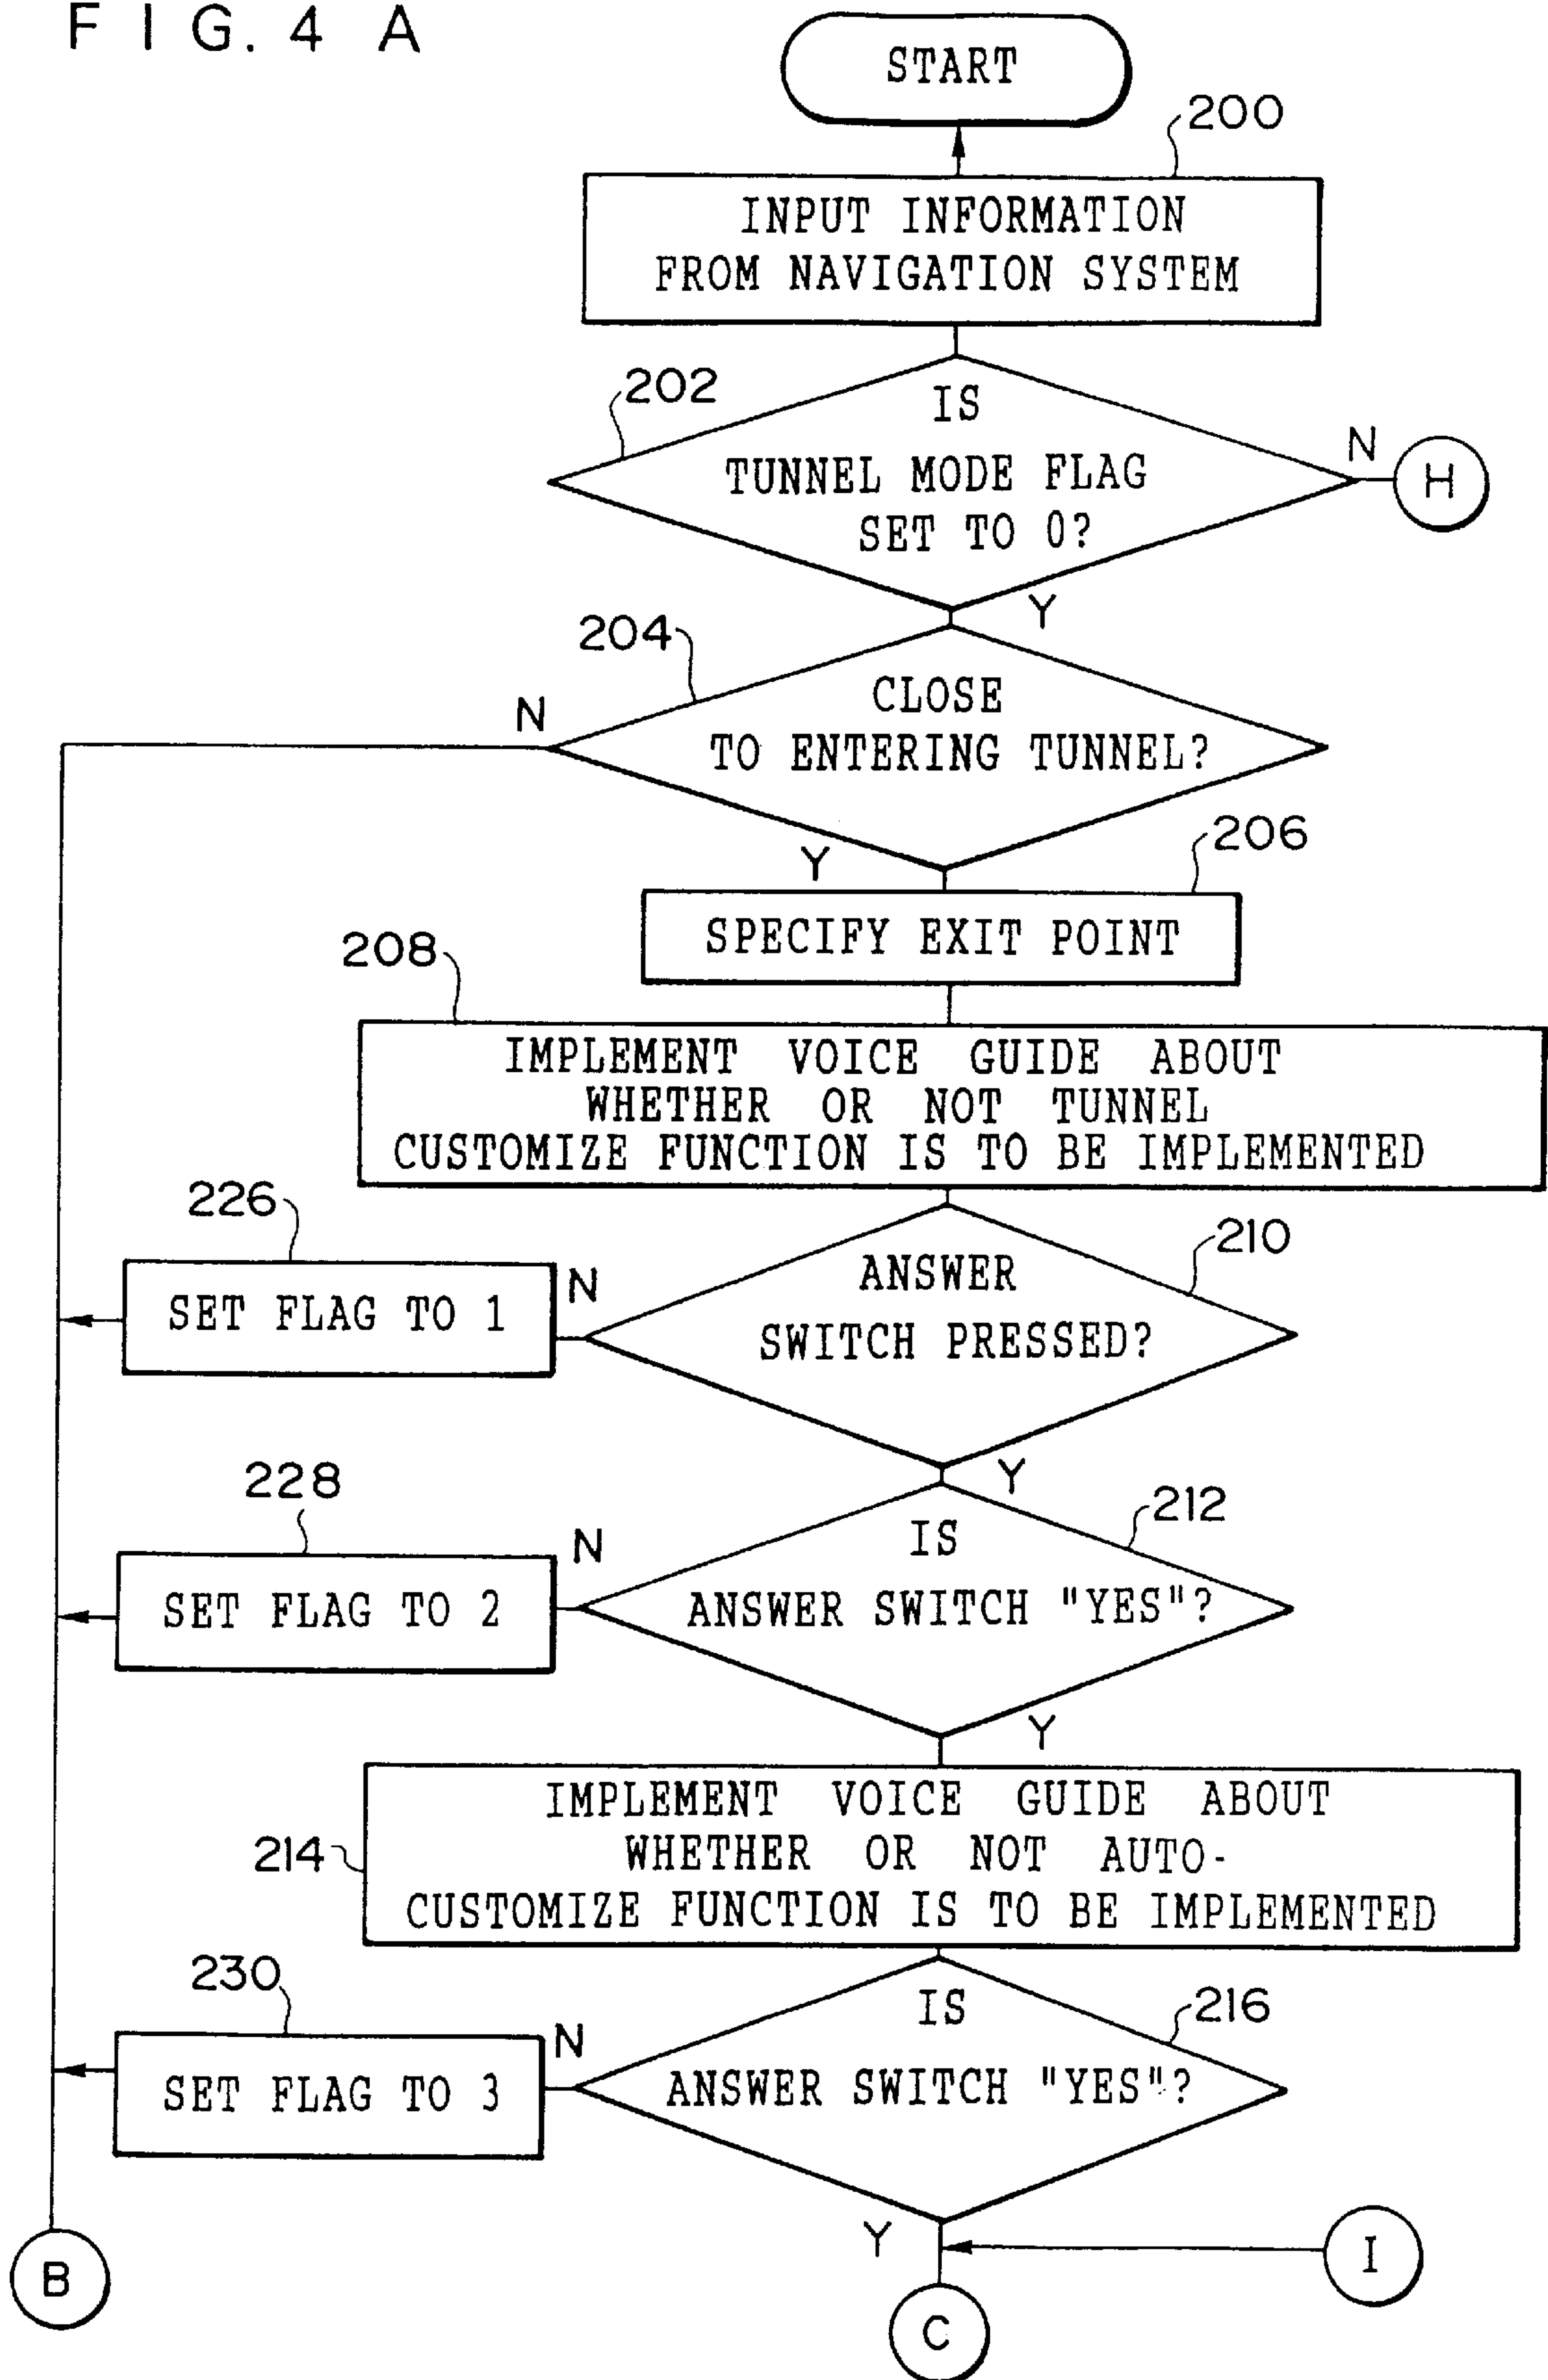 FIG. 4 A
START
200
INPUT INFORMATION
FROM NAVIGATION SYSTEM
202
IS
TUNNEL MODE FLAG
SET TO 0?
N
H
Y
204
CLOSE
TO ENTERING TUNNEL?
N
Y
206
SPECIFY EXIT POINT
208
IMPLEMENT VOICE GUIDE ABOUT
WHETHER OR NOT TUNNEL
CUSTOMIZE FUNCTION IS TO BE IMPLEMENTED
226
SET FLAG TO 1
N
210
ANSWER
SWITCH PRESSED?
Y
228
SET FLAG TO 2
N
212
IS
ANSWER SWITCH "YES"?
Y
214
IMPLEMENT VOICE GUIDE ABOUT
WHETHER OR NOT AUTO-
CUSTOMIZE FUNCTION IS TO BE IMPLEMENTED
230
SET FLAG TO 3
N
216
IS
ANSWER SWITCH "YES"?
Y
I
B
C